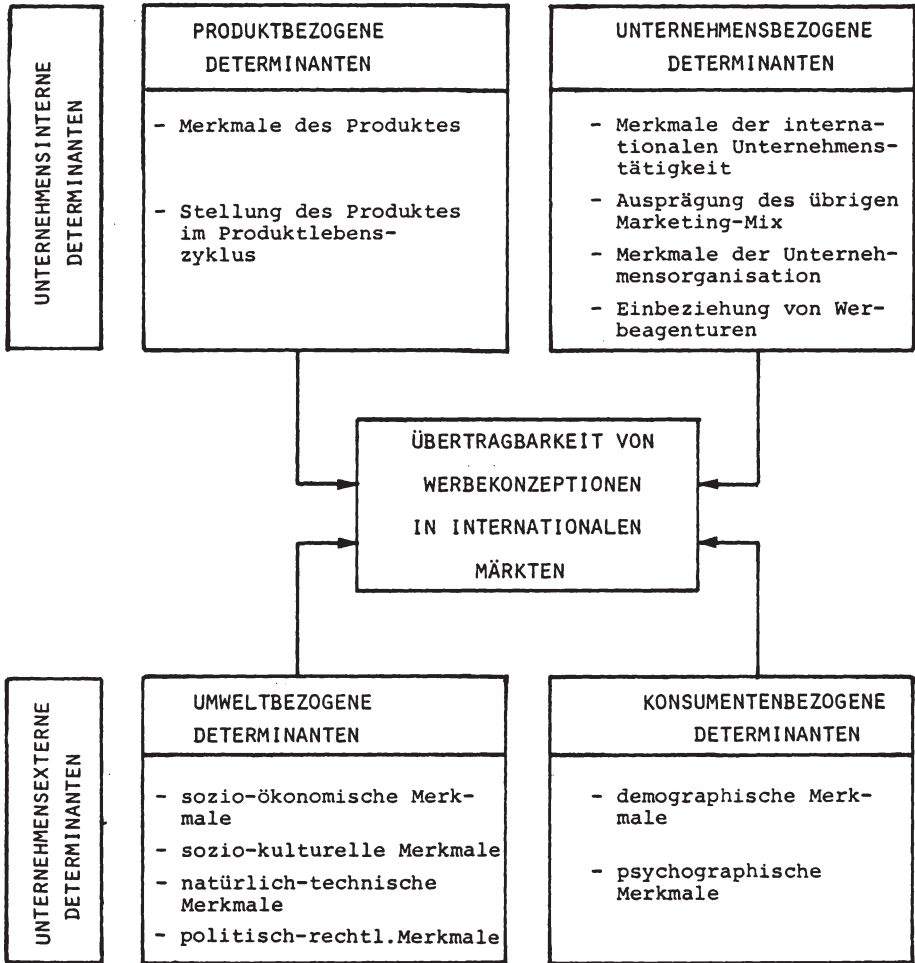 UNTERNEHMENSINTERNE
DETERMINANTEN
PRODUKTBEZOGENE
DETERMINANTEN
- Merkmale des Produktes
- Stellung des Produktes
im Produktlebens-
zyklus
UNTERNEHMENSBEZOGENE
DETERMINANTEN
- Merkmale der interna-
tionalen Unternehmens-
tätigkeit
- Ausprägung des übrigen
Marketing-Mix
- Merkmale der Unterneh-
mensorganisation
- Einbeziehung von Wer-
beagenturen
ÜBERTRAGBARKEIT VON
WERBEKONZEPTIONEN
IN INTERNATIONALEN
MÄRKTEN
UNTERNEHMENSEXTERNE
DETERMINANTEN
UMWELTBEZOGENE
DETERMINANTEN
- sozio-ökonomische Merk-
male
- sozio-kulturelle Merkmale
- natürlich-technische
Merkmale
- politisch-rechtl.Merkmale
KONSUMENTENBEZOGENE
DETERMINANTEN
- demographische Merk-
male
- psychographische
Merkmale